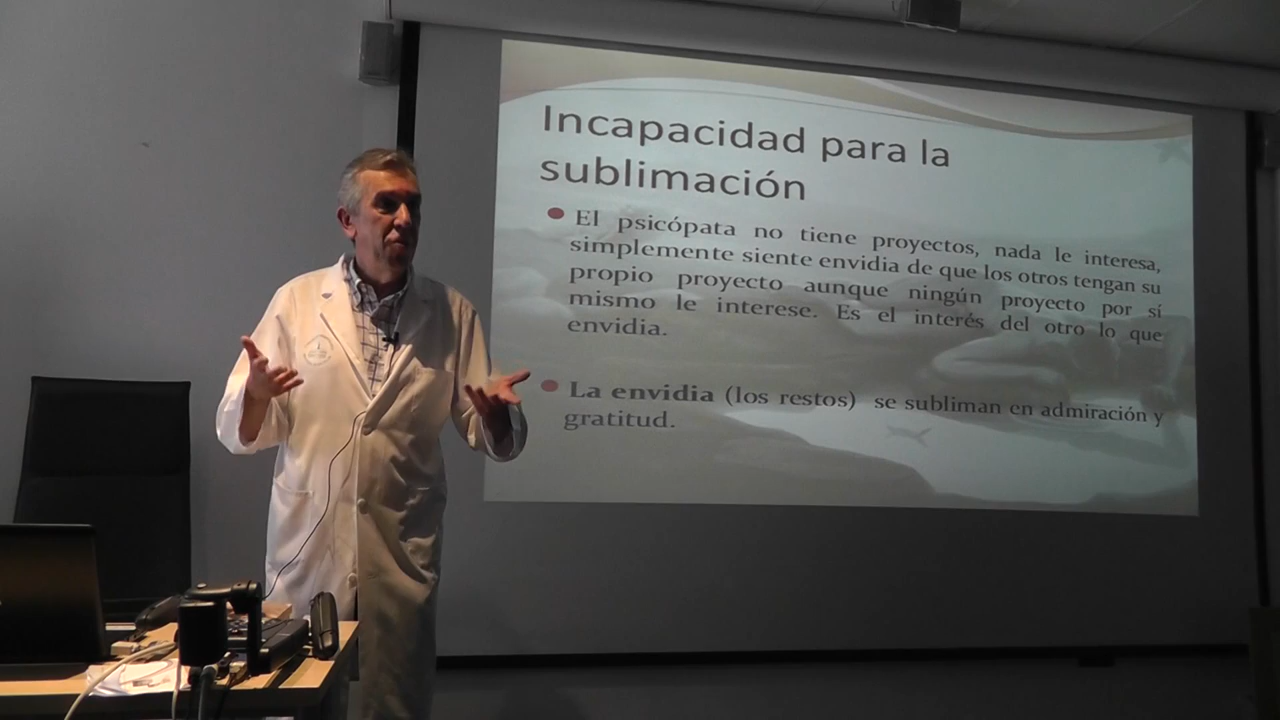 Incapacidad para la
sublimación
El psicópata no tiene proyectos, nada le interesa,
simplemente siente envidia de que los otros tengan su
propio proyecto aunque ningún proyecto por sí
mismo le interese. Es el interés del otro lo que
envidia.
La envidia (los restos) se subliman en admiración y
gratitud.